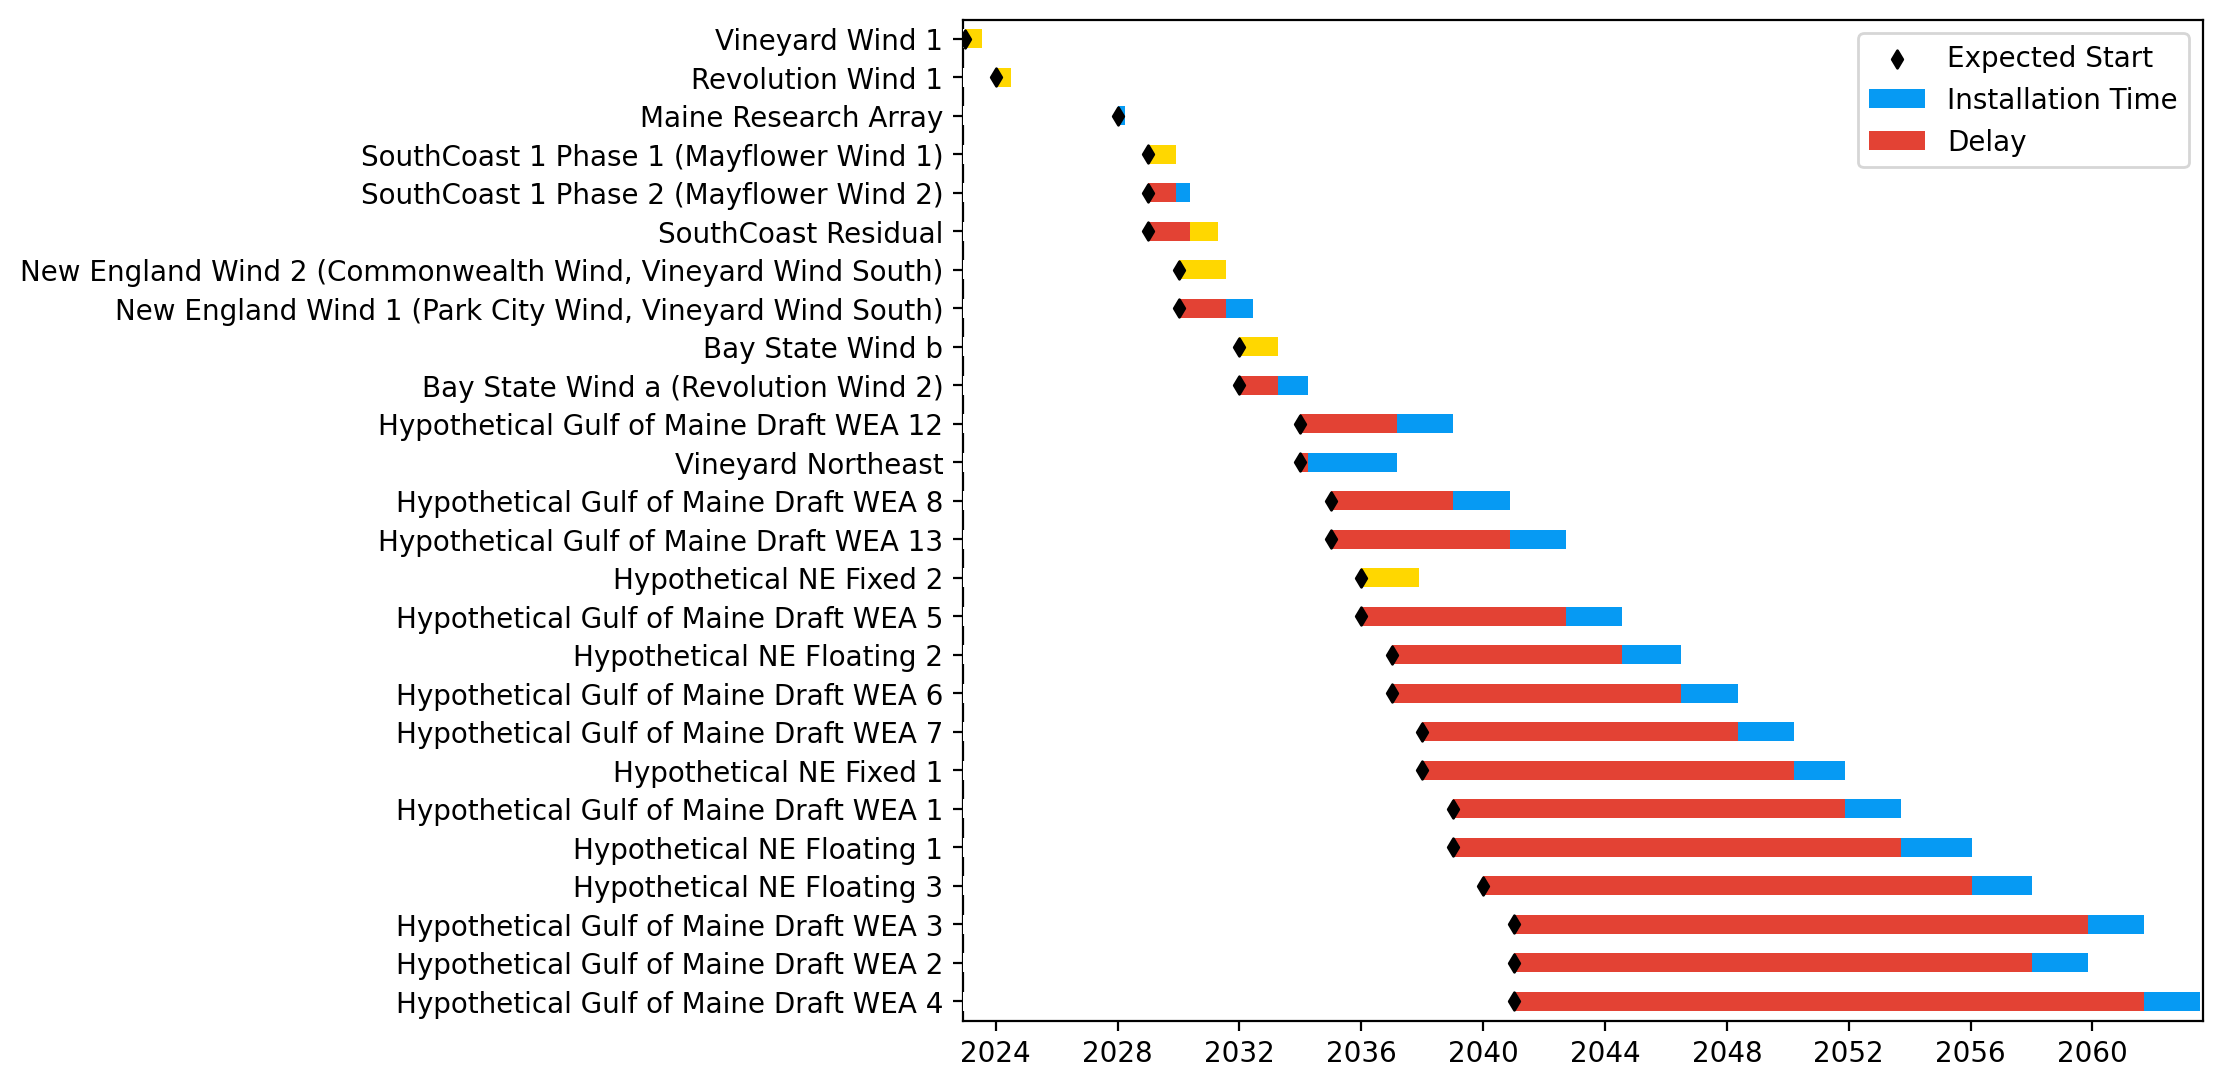 Vineyard Wind 1
Revolution Wind 1
Maine Research Array
SouthCoast 1 Phase 1 (Mayflower Wind 1)
SouthCoast 1 Phase 2 (Mayflower Wind 2)
SouthCoast Residual
New England Wind 2 (Commonwealth Wind, Vineyard Wind South)
New England Wind 1 (Park City Wind, Vineyard Wind South)
Bay State Wind b
Bay State Wind a (Revolution Wind 2)
Hypothetical Gulf of Maine Draft WEA 12
Vineyard Northeast
Hypothetical Gulf of Maine Draft WEA 8
Hypothetical Gulf of Maine Draft WEA 13
Hypothetical NE Fixed 2
Hypothetical Gulf of Maine Draft WEA 5
Hypothetical NE Floating 2
Hypothetical Gulf of Maine Draft WEA 6
Hypothetical Gulf of Maine Draft WEA 7
Hypothetical NE Fixed 1
Hypothetical Gulf of Maine Draft WEA 1
Hypothetical NE Floating 1
Hypothetical NE Floating 3
Hypothetical Gulf of Maine Draft WEA 3
Hypothetical Gulf of Maine Draft WEA 2
Hypothetical Gulf of Maine Draft WEA 4
Expected Start
Installation Time
Delay
2024 2028 2032 2036 2040 2044 2048 2052 2056 2060